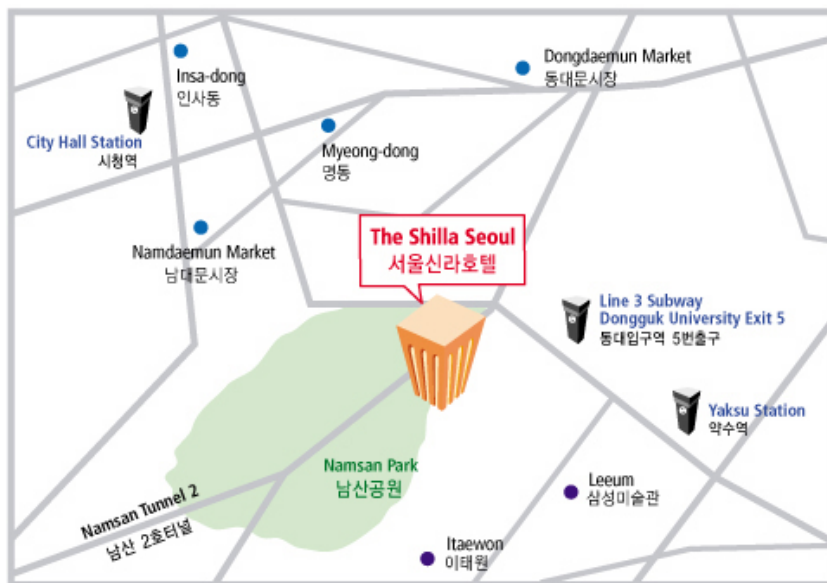 Insa-dong
인사동
Dongdaemun Market
동대문시장
City Hall Station
시청역
Myeong-dong
명동
Namdaemun Market
남대문시장
The Shilla Seoul
서울신라호텔
Line 3 Subway
Dongguk University Exit 5
동대입구역 5번출구
Yaksu Station
약수역
Namsan Park
남산공원
Namsan Tunnel 2
남산 2호터널
Leeum
삼성미술관
Itaewon
이태원